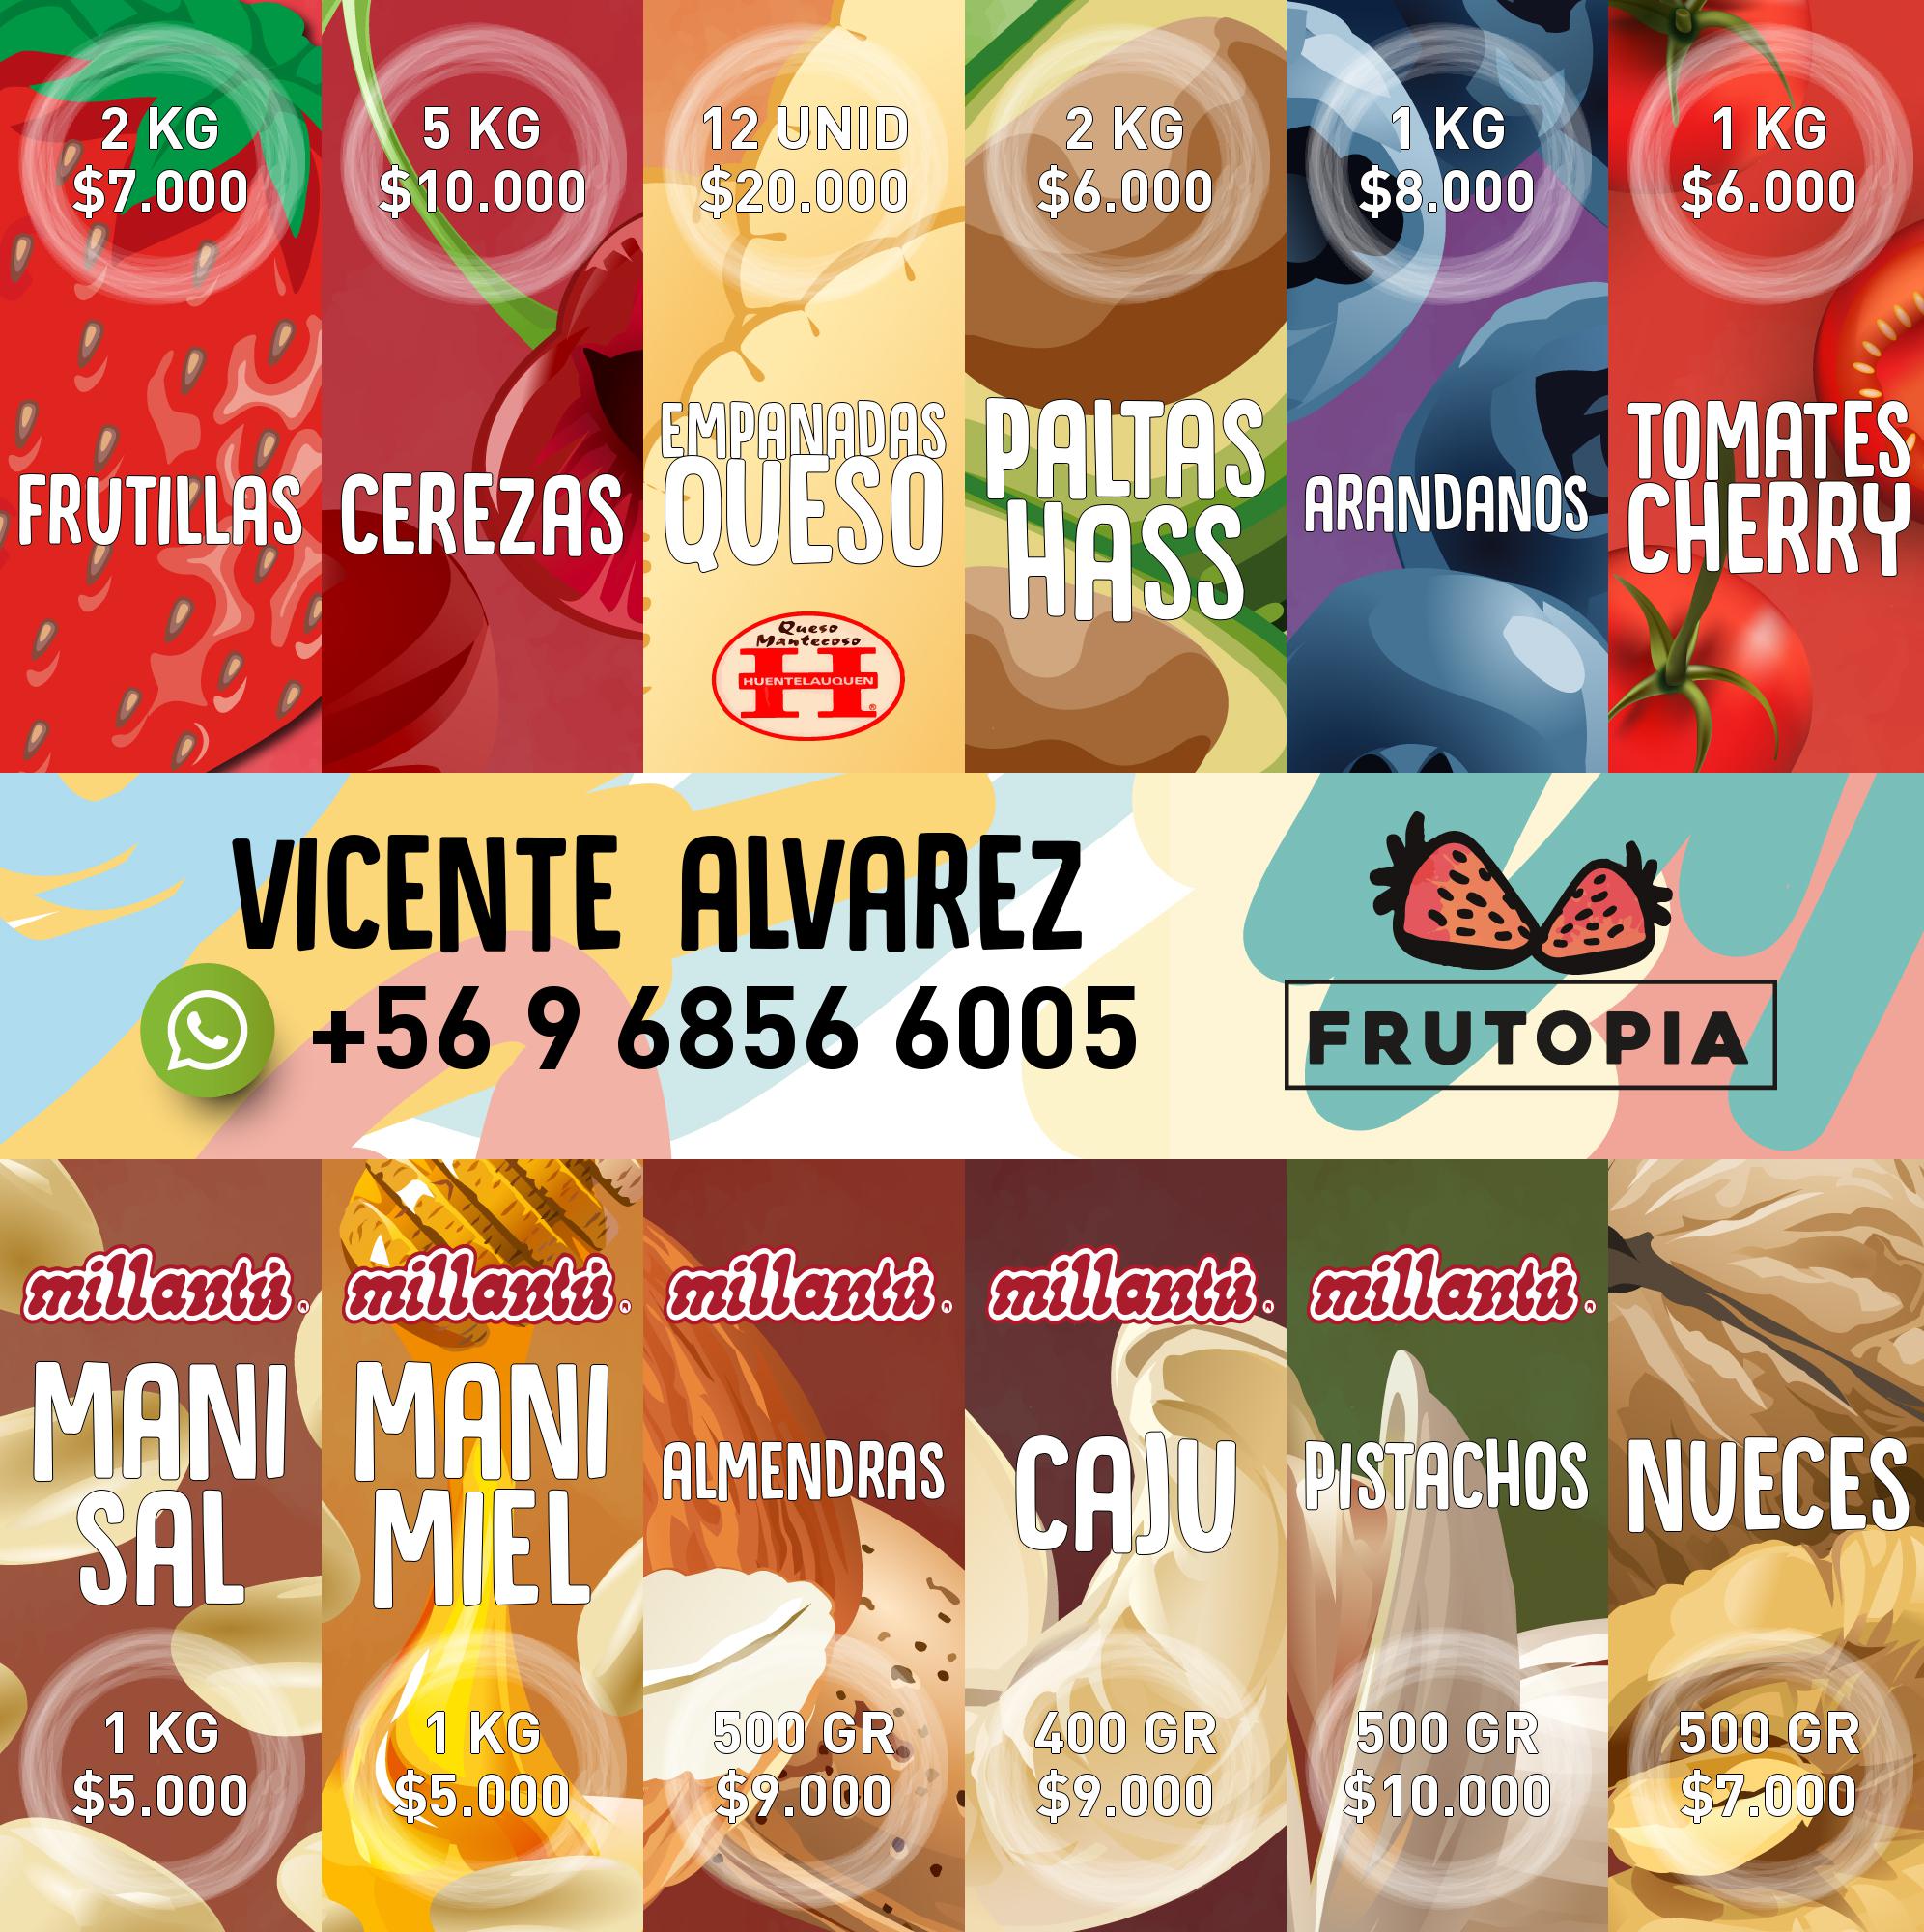 2 KG
$7.000
FRUTILLAS
5 KG
$10.000
CEREZAS
12 UNID
$20.000
EMPANADAS
QUESO
Queso
Mantecoso
H
HUENTELAUQUEN
®
2 KG
$6.000
PALTAS
HASS
1 KG
$8.000
ARANDANOS
1 KG
$6.000
TOMATES
CHERRY
VICENTE ALVAREZ
+56 9 6856 6005
FRUTOPIA
millantú®
MANI
SAL
1 KG
$5.000
millantú®
MANI
MIEL
1 KG
$5.000
millantú®
ALMENDRAS
500 GR
$9.000
millantú®
CAJU
400 GR
$9.000
millantú®
PISTACHOS
500 GR
$10.000
NUECES
500 GR
$7.000